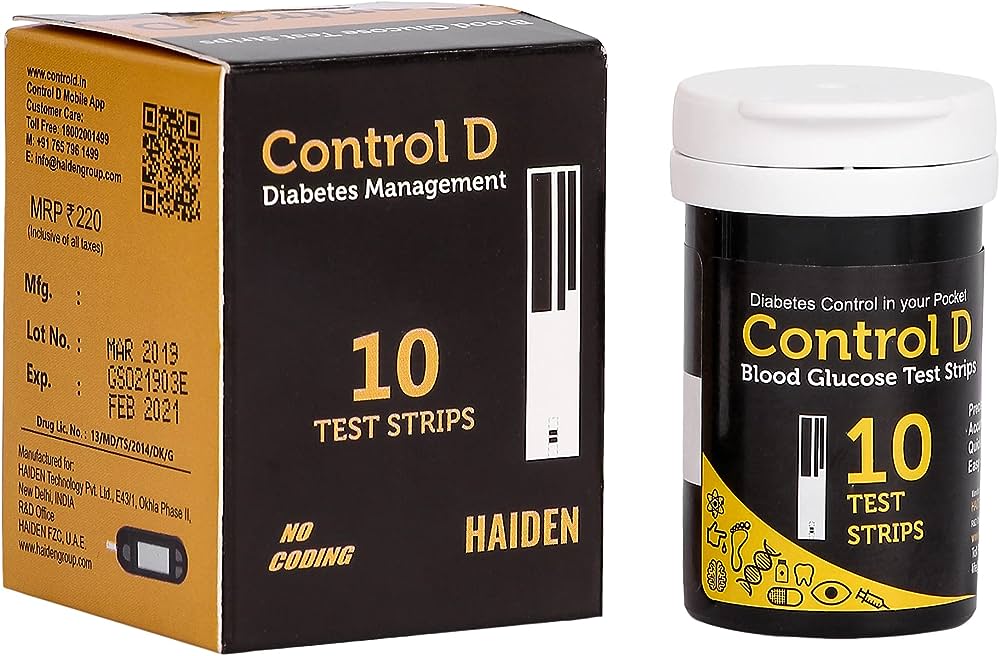 CONTROL D
Blood Glucose Test Strips
www.controld.in
Control D Mobile App
Customer Care:
Toll Free: 18002001499
M: +91 765 796 1499
E: info@haidengroup.com
MRP ₹220
(Inclusive of all taxes)
Mfg. :
Lot No. : MAR 2019
Exp. : GS021903E
FEB 2021
Drug Lic. No. : 13/MD/TS/2014/DK/G
Manufactured for:
HAIDEN Technology Pvt. Ltd., E43/1, Okhla Phase II,
New Delhi, INDIA
R&D Office
HAIDEN FZC, U.A.E.
www.haidengroup.com
Control D
Diabetes Management
10
TEST STRIPS
NO
CODING
HAIDEN
Diabetes Control in your Pocket
Control D
Blood Glucose Test Strips
10
TEST
STRIPS